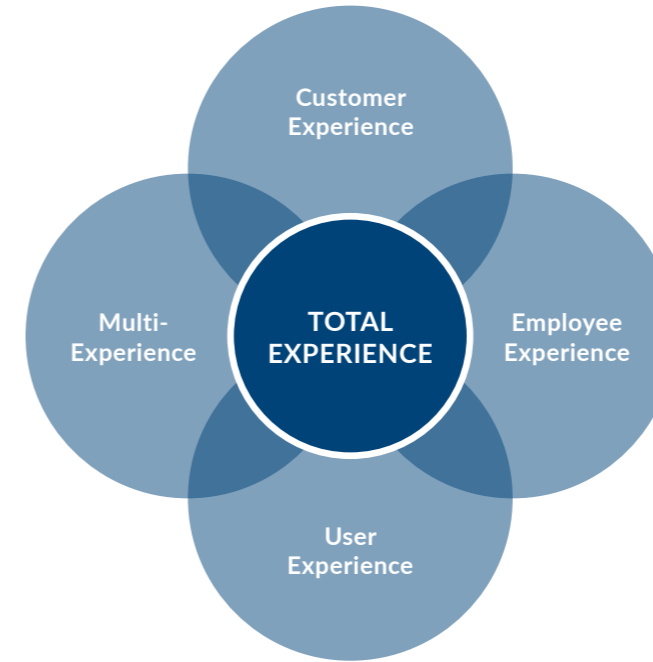 Customer
Experience
Multi-
Experience
TOTAL
EXPERIENCE
Employee
Experience
User
Experience